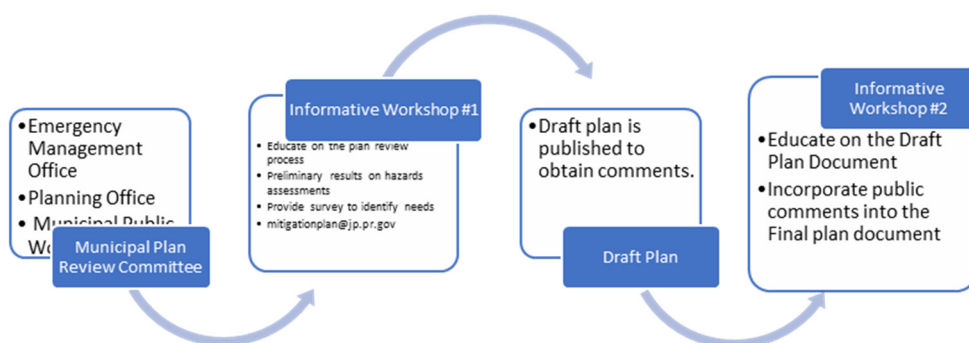 •Emergency
Management
Office
•Planning Office
• Municipal Public
Municipal Plan
Review Committee
Informative Workshop #1
• Educate on the plan review
process
• Preliminary results on hazards
assessments
• Provide survey to identify needs
• mitigationplan@jp.pr.gov
•Draft plan is
published to
obtain comments.
Draft Plan
Informative
Workshop #2
•Educate on the Draft
Plan Document
•Incorporate public
comments into the
Final plan document